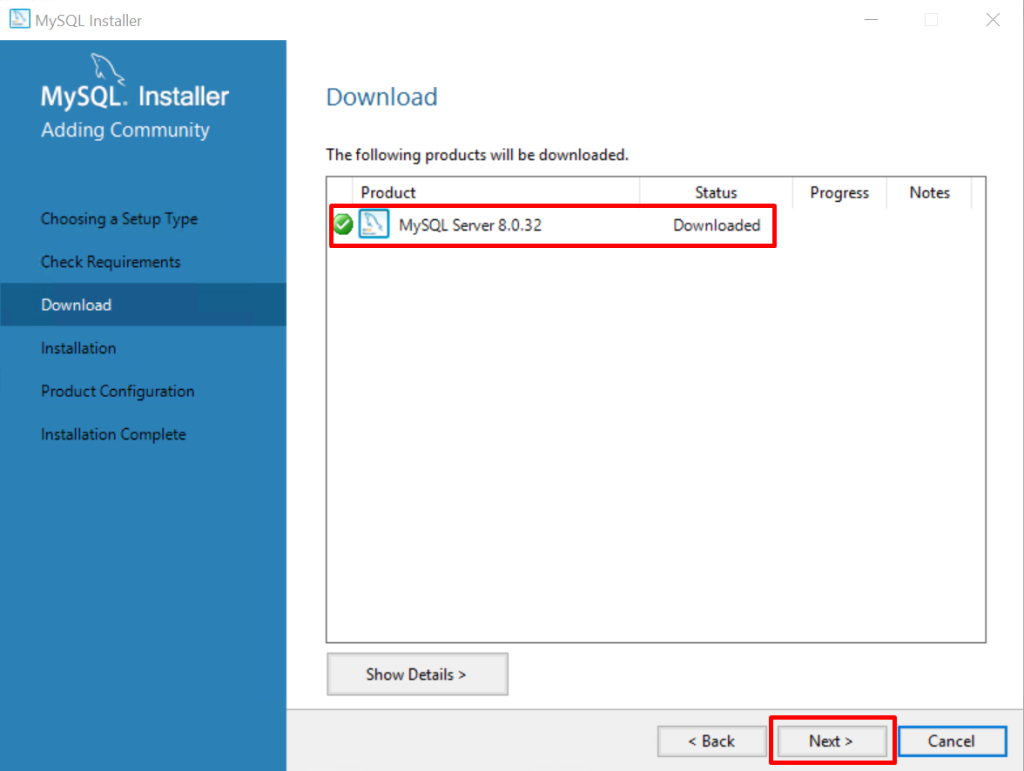 MySQL Installer
MySQL. Installer
Adding Community
Choosing a Setup Type
Check Requirements
Download
Installation
Product Configuration
Installation Complete
Download
The following products will be downloaded.
Product Status Progress Notes
MySQL Server 8.0.32 Downloaded
Show Details >
< Back Next > Cancel